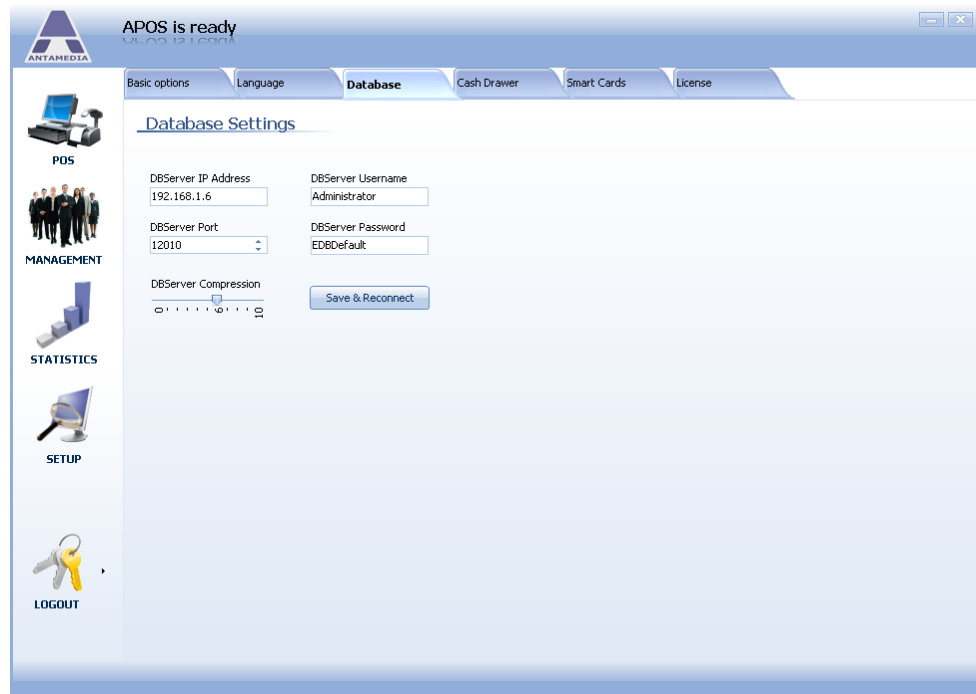 APOS is ready
ANTAMEDIA
Basic options
Language
Database
Cash Drawer
Smart Cards
License
Database Settings
POS
DBServer IP Address
DBServer Username
192.168.1.6
Administrator
DBServer Port
DBServer Password
12010
EDBDefault
MANAGEMENT
DBServer Compression
Save & Reconnect
0 6 10
STATISTICS
SETUP
LOGOUT